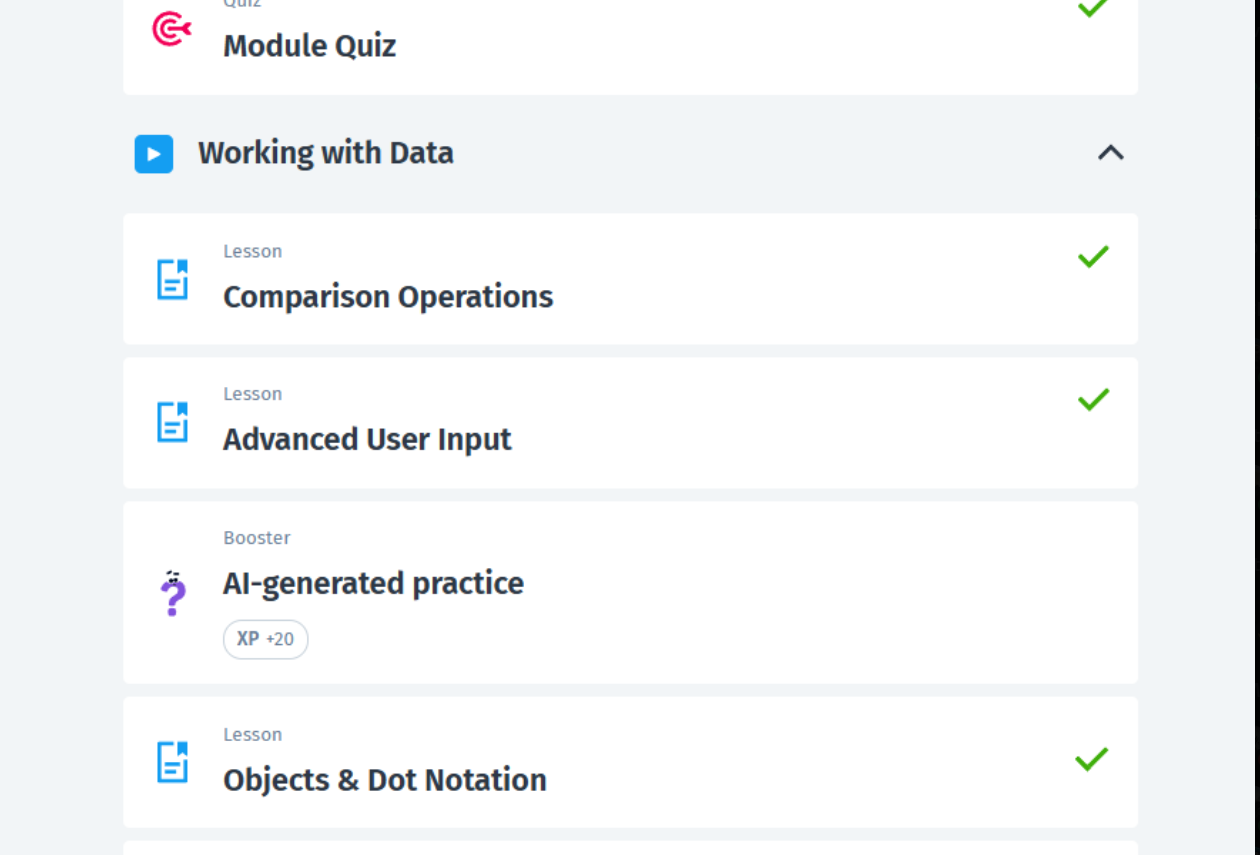 Quiz
Module Quiz
Working with Data
Lesson
Comparison Operations
Lesson
Advanced User Input
Booster
AI-generated practice
XP +20
Lesson
Objects & Dot Notation